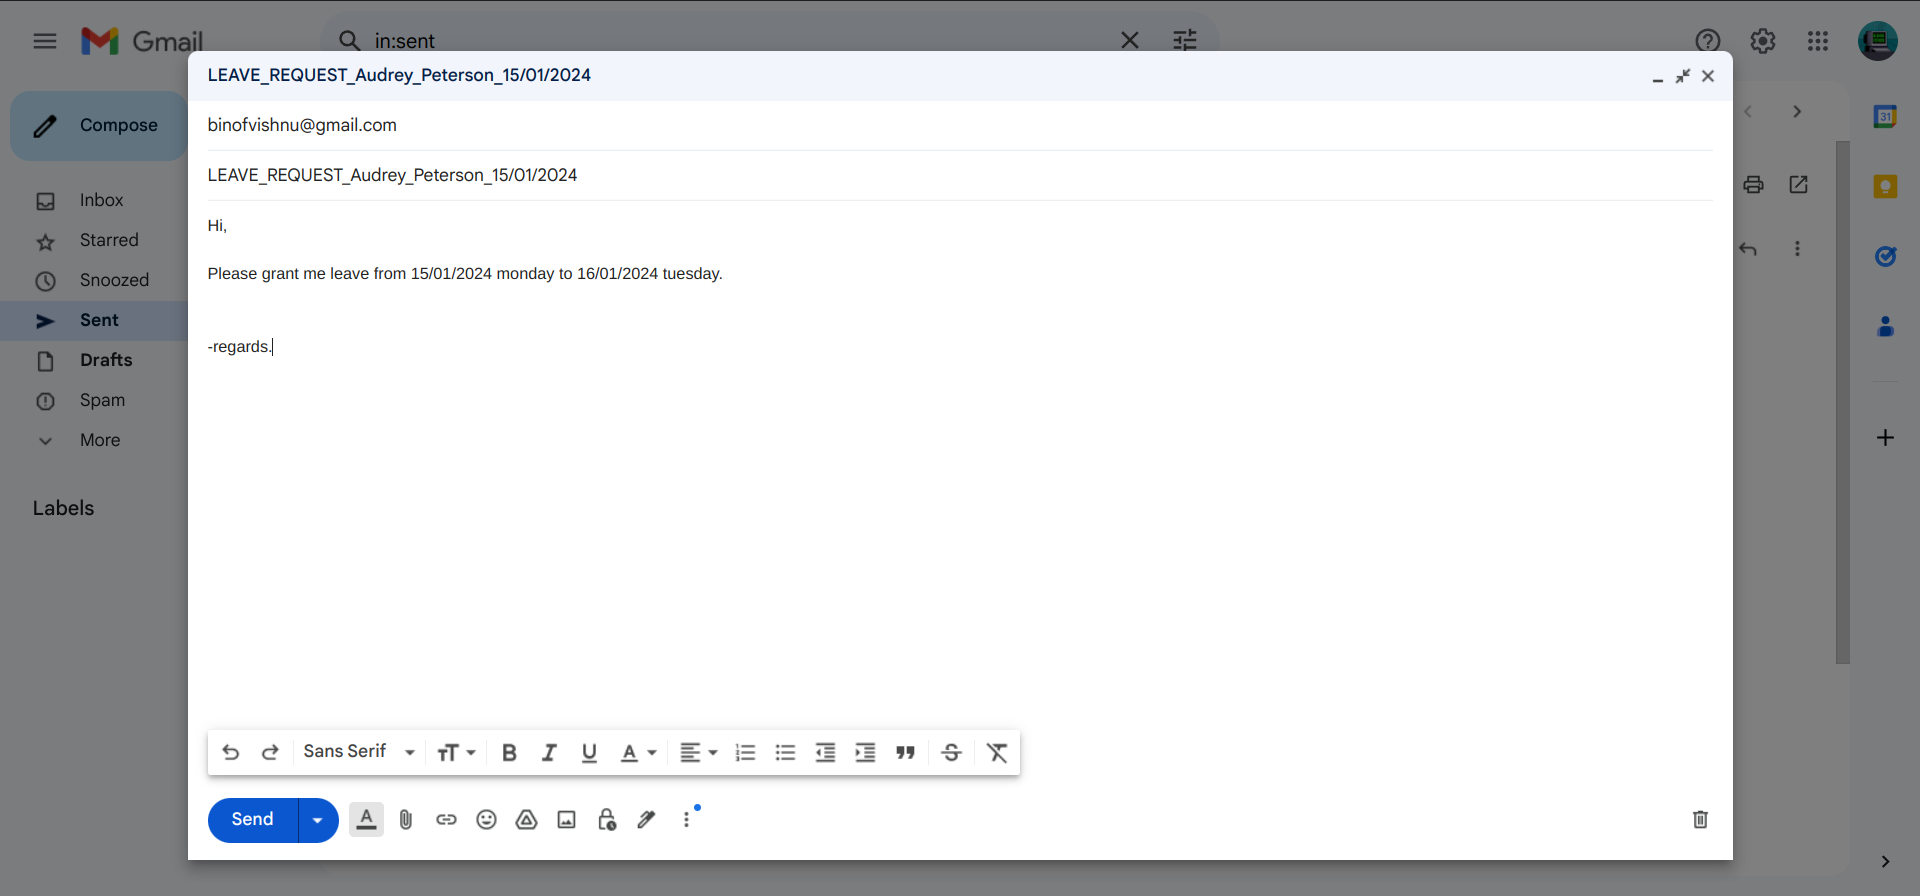 Gmail
in:sent
LEAVE_REQUEST_Audrey_Peterson_15/01/2024
Compose
binofvishnu@gmail.com
LEAVE_REQUEST_Audrey_Peterson_15/01/2024
Inbox
Hi,
Starred
Please grant me leave from 15/01/2024 monday to 16/01/2024 tuesday.
Snoozed
Sent
-regards.
Drafts
Spam
More
Labels
Sans Serif
Send
31